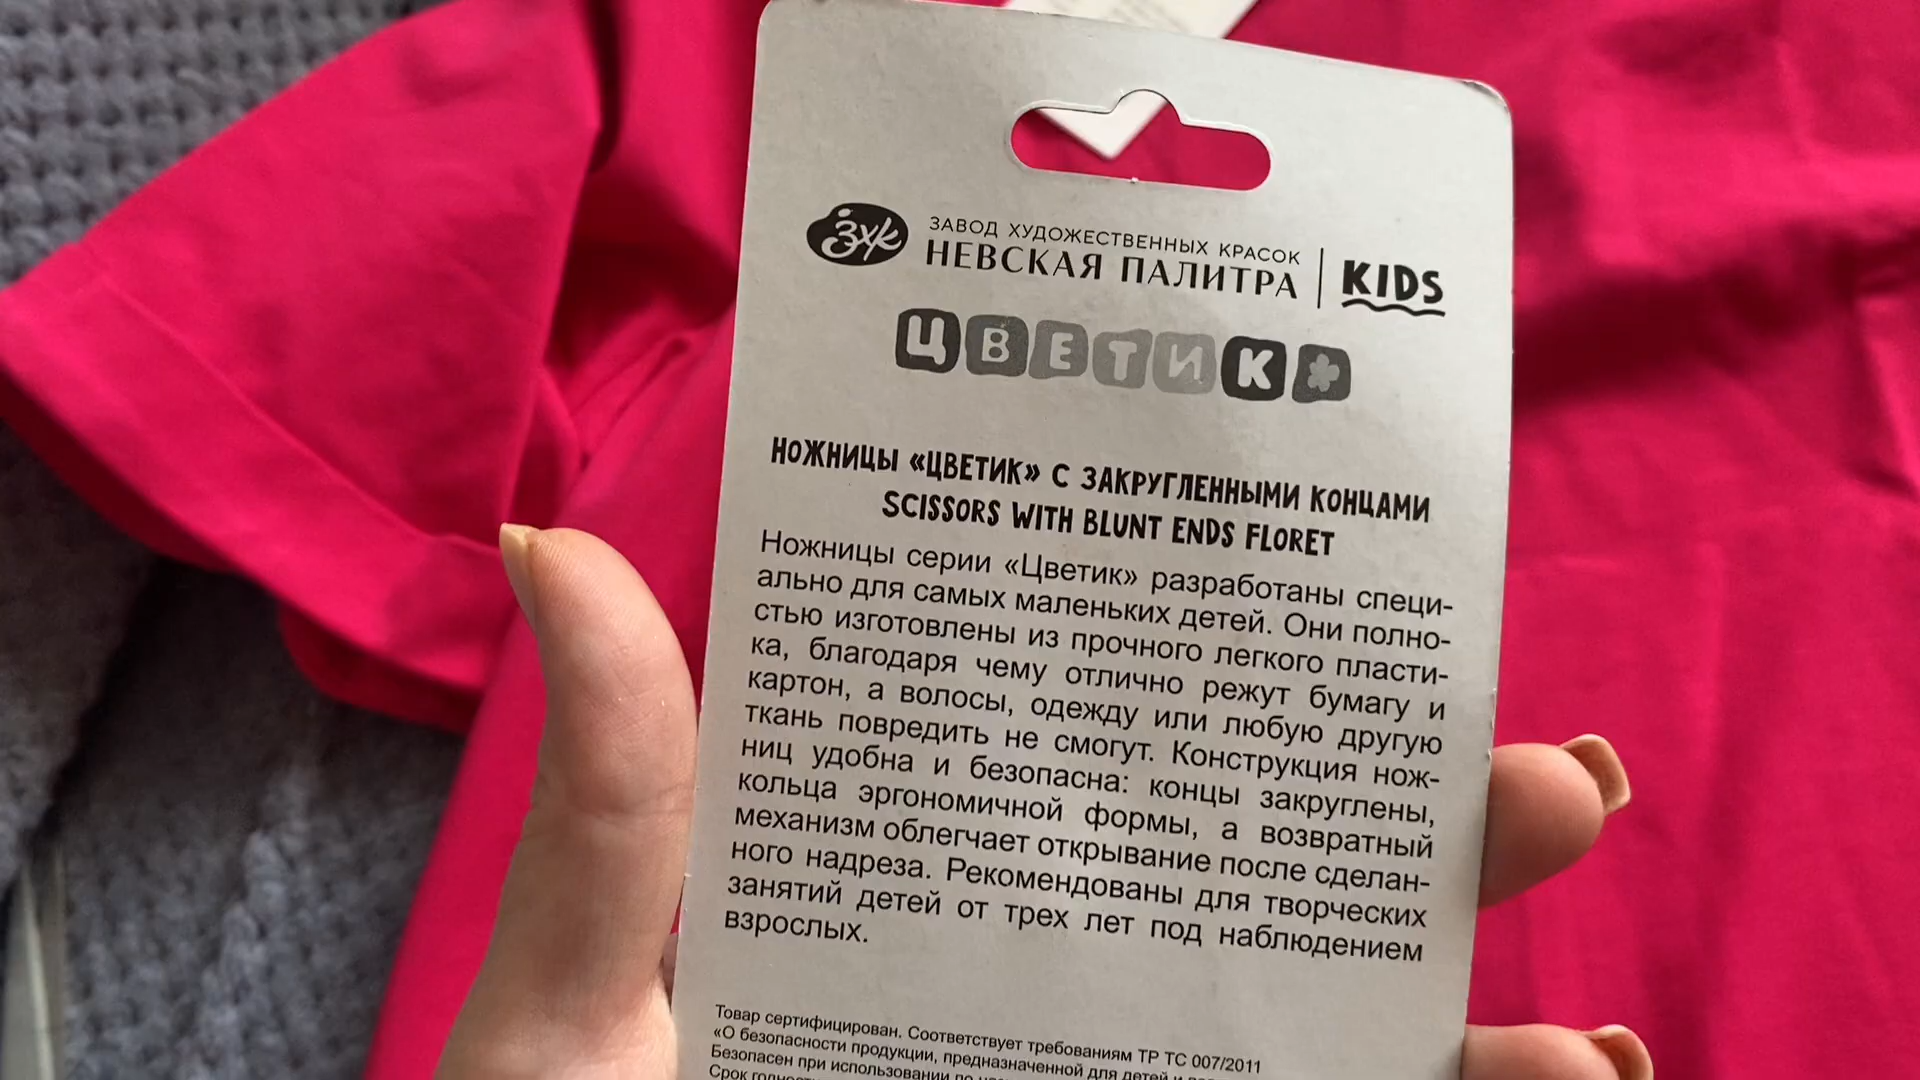 ЗХК
ЗАВОД ХУДОЖЕСТВЕННЫХ КРАСОК
НЕВСКАЯ ПАЛИТРА
KIDS
ЦВЕТИК
НОЖНИЦЫ «ЦВЕТИК» С ЗАКРУГЛЕННЫМИ КОНЦАМИ
SCISSORS WITH BLUNT ENDS FLORET
Ножницы серии «Цветик» разработаны специ-
ально для самых маленьких детей. Они полно-
стью изготовлены из прочного легкого пласти-
ка, благодаря чему отлично режут бумагу и
картон, а волосы, одежду или любую другую
ткань повредить не смогут. Конструкция нож-
ниц удобна и безопасна: концы закруглены,
кольца эргономичной формы, а возвратный
механизм облегчает открывание после сделан-
ного надреза. Рекомендованы для творческих
занятий детей от трех лет под наблюдением
взрослых.
Товар сертифицирован. Соответствует требованиям ТР ТС 007/2011
«О безопасности продукции, предназначенной для детей и
Безопасен при использовании по
Срок